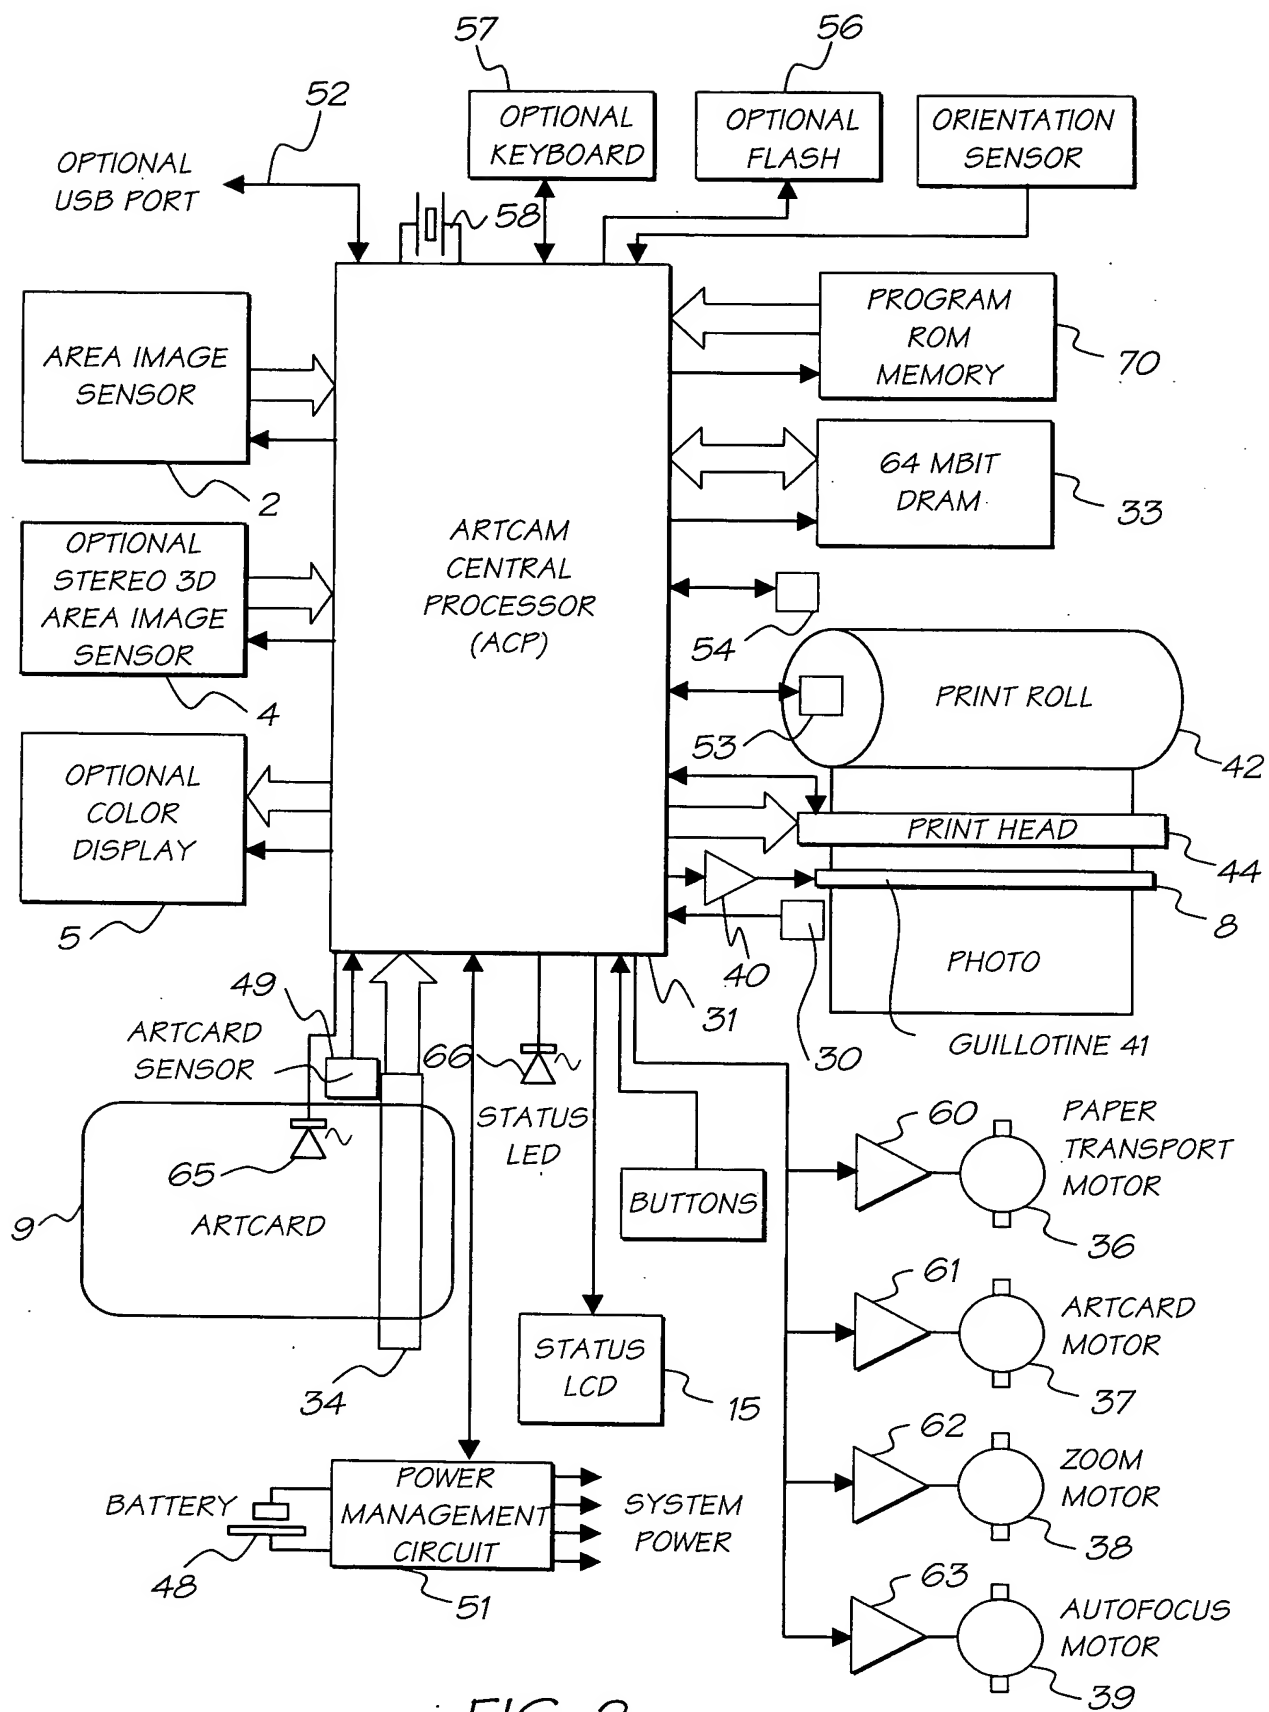 57
56
52
OPTIONAL
KEYBOARD
OPTIONAL
FLASH
ORIENTATION
SENSOR
OPTIONAL
USB PORT
58
AREA IMAGE
SENSOR
2
PROGRAM
ROM
MEMORY
70
64 MBIT
DRAM
33
OPTIONAL
STEREO 3D
AREA IMAGE
SENSOR
4
ARTCAM
CENTRAL
PROCESSOR
(ACP)
54
PRINT ROLL
53
42
OPTIONAL
COLOR
DISPLAY
5
PRINT HEAD
44
8
40
PHOTO
31
30
GUILLOTINE 41
49
ARTCARD
SENSOR
66
STATUS
LED
65
9
ARTCARD
34
BUTTONS
60
PAPER
TRANSPORT
MOTOR
36
61
ARTCARD
MOTOR
37
STATUS
LCD
15
62
ZOOM
MOTOR
38
BATTERY
48
POWER
MANAGEMENT
CIRCUIT
51
SYSTEM
POWER
63
AUTOFOCUS
MOTOR
39